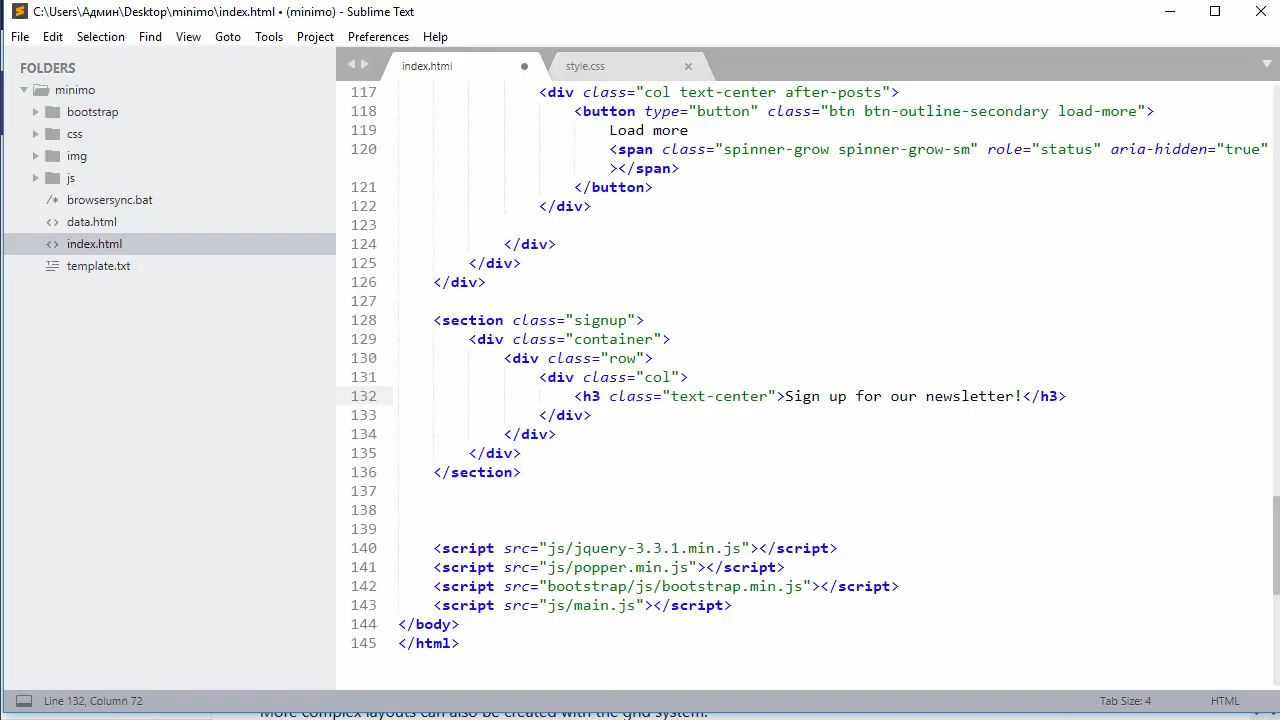 C:\Users\Админ\Desktop\minimo\index.html • (minimo) - Sublime Text
File Edit Selection Find View Goto Tools Project Preferences Help
FOLDERS
minimo
bootstrap
css
img
js
browsersync.bat
data.html
index.html
template.txt
index.html style.css
117 <div class="col text-center after-posts">
118 <button type="button" class="btn btn-outline-secondary load-more">
119 Load more
120 <span class="spinner-grow spinner-grow-sm" role="status" aria-hidden="true"
></span>
121 </button>
122 </div>
123
124 </div>
125 </div>
126 </div>
127
128 <section class="signup">
129 <div class="container">
130 <div class="row">
131 <div class="col">
132 <h3 class="text-center">Sign up for our newsletter!</h3>
133 </div>
134 </div>
135 </div>
136 </section>
137
138
139
140 <script src="js/jquery-3.3.1.min.js"></script>
141 <script src="js/popper.min.js"></script>
142 <script src="bootstrap/js/bootstrap.min.js"></script>
143 <script src="js/main.js"></script>
144 </body>
145 </html>
Line 132, Column 72 Tab Size: 4 HTML
More complex layouts can also be created with the grid system.